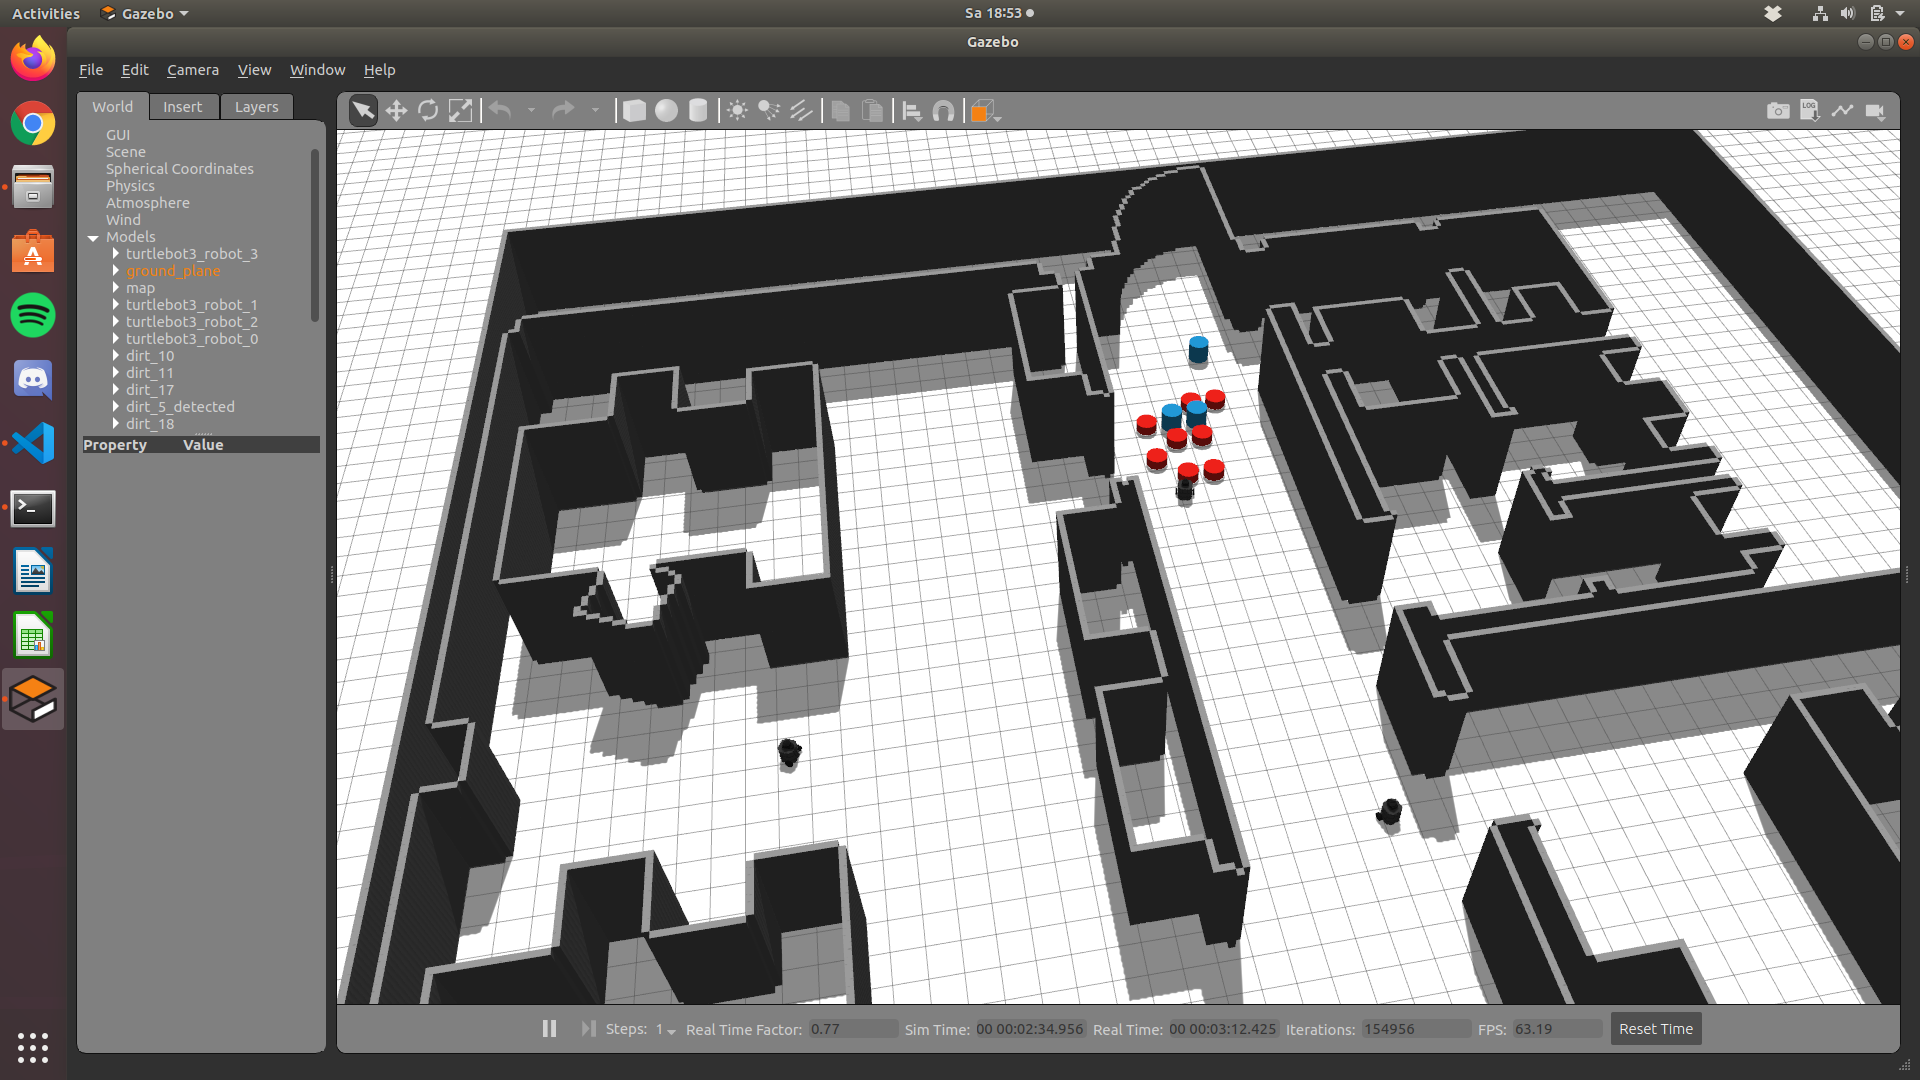 Activities Gazebo Sa 18:53
Gazebo
File Edit Camera View Window Help
World Insert Layers
LOG
GUI
Scene
Spherical Coordinates
Physics
Atmosphere
Wind
Models
turtlebot3_robot_3
ground_plane
map
turtlebot3_robot_1
turtlebot3_robot_2
turtlebot3_robot_0
dirt_10
dirt_11
dirt_17
dirt_5_detected
dirt_18
Property Value
Steps: 1 Real Time Factor: 0.77 Sim Time: 00 00:02:34.956 Real Time: 00 00:03:12.425 Iterations: 154956 FPS: 63.19 Reset Time